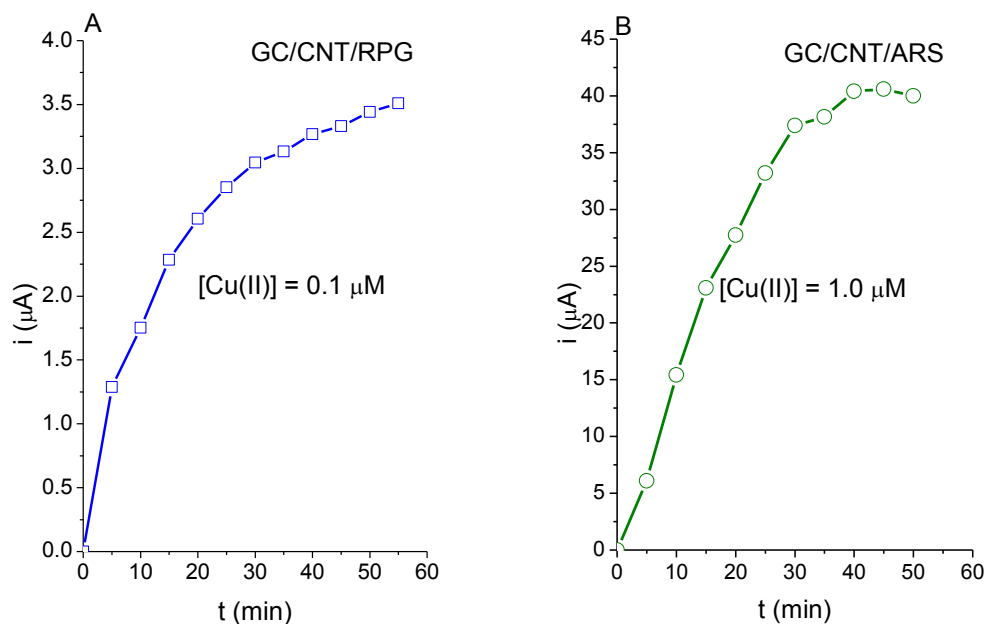 A
GC/CNT/RPG
[Cu(II)] = 0.1 μM
i (μA)
4.0
3.5
3.0
2.5
2.0
1.5
1.0
0.5
0.0
0 10 20 30 40 50 60
t (min)
B
GC/CNT/ARS
[Cu(II)] = 1.0 μM
i (μA)
45
40
35
30
25
20
15
10
5
0
0 10 20 30 40 50 60
t (min)